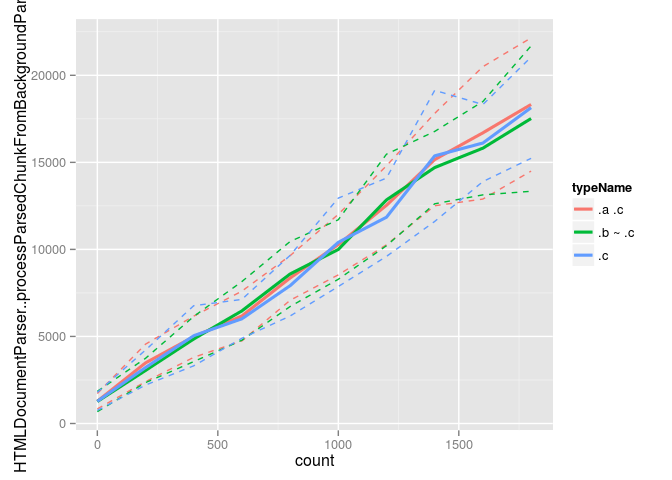 HTMLDocumentParser..processParsedChunkFromBackgroundPar
20000
15000
10000
5000
0
0 500 1000 1500
count
typeName
.a .c
.b ~ .c
.c